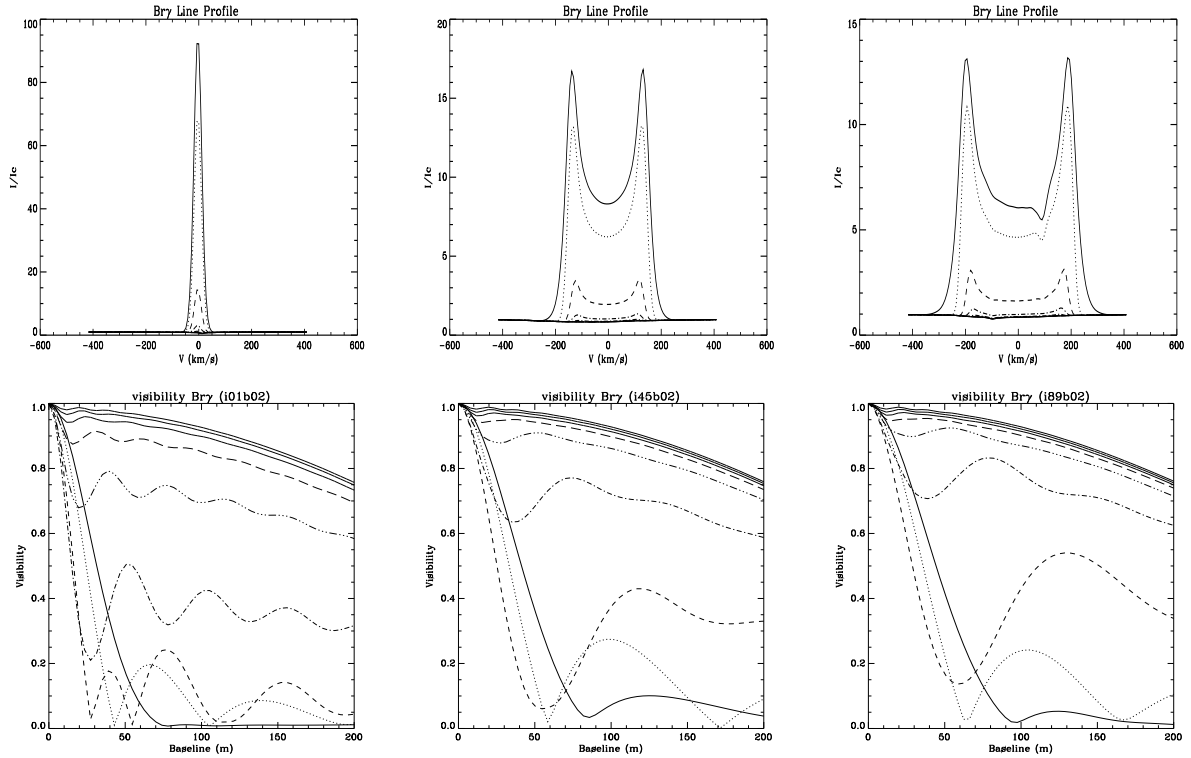 Brγ Line Profile
I/Ic
100
80
60
40
20
0
-600 -400 -200 0 200 400 600
V (km/s)
Brγ Line Profile
I/Ic
20
15
10
5
0
-600 -400 -200 0 200 400 600
V (km/s)
Brγ Line Profile
I/Ic
15
10
5
0
-600 -400 -200 0 200 400 600
V (km/s)
visibility Brγ (i01b02)
Visibility
1.0
0.8
0.6
0.4
0.2
0.0
0 50 100 150 200
Baseline (m)
visibility Brγ (i45b02)
Visibility
1.0
0.8
0.6
0.4
0.2
0.0
0 50 100 150 200
Baseline (m)
visibility Brγ (i89b02)
Visibility
1.0
0.8
0.6
0.4
0.2
0.0
0 50 100 150 200
Baseline (m)